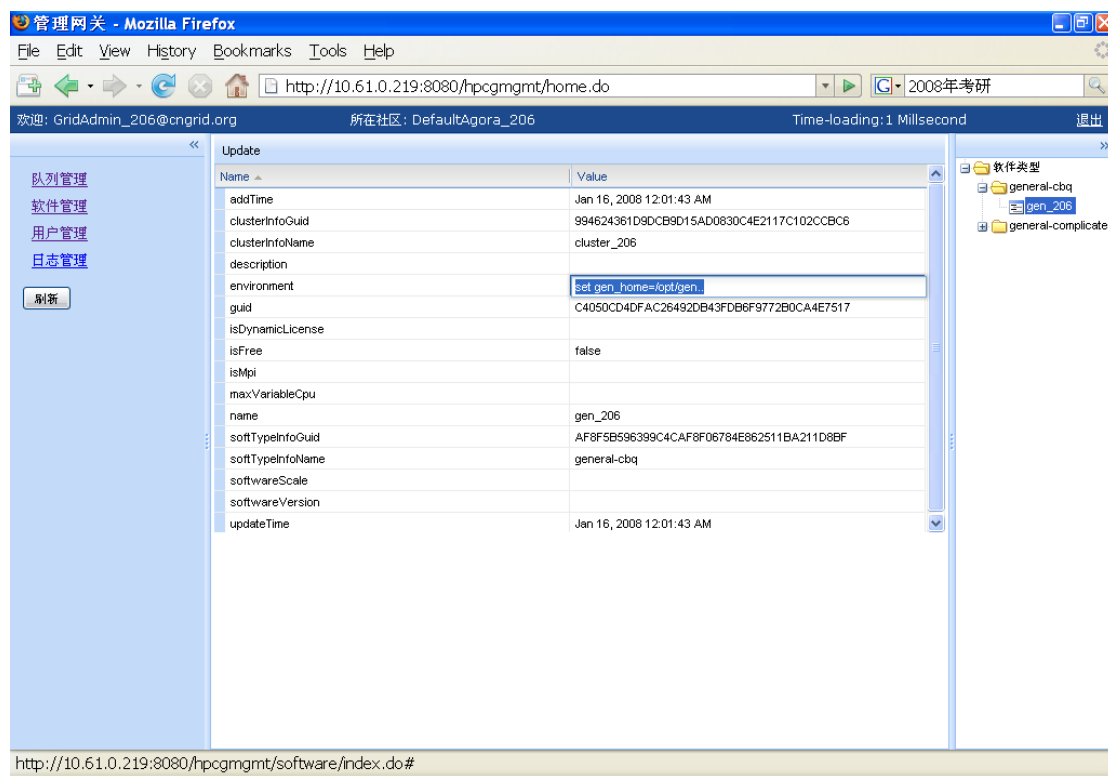 管理网关 - Mozilla Firefox
File Edit View History Bookmarks Tools Help
http://10.61.0.219:8080/hpcgmgmt/home.do
G 2008年考研
欢迎: GridAdmin_206@cngrid.org 所在社区: DefaultAgora_206 Time-loading:1 Millsecond 退出
队列管理
软件管理
用户管理
日志管理
刷新
Update
Name Value
addTime Jan 16, 2008 12:01:43 AM
clusterInfoGuid 994624361D9DCB9D15AD0830C4E2117C102CCBC6
clusterInfoName cluster_206
description
environment set gen_home=/opt/gen..
guid C4050CD4DFAC26492DB43FDB6F9772B0CA4E7517
isDynamicLicense
isFree false
isMpi
maxVariableCpu
name gen_206
softTypeInfoGuid AF8F5B596399C4CAF8F06784E862511BA211D8BF
softTypeInfoName general-cbq
softwareScale
softwareVersion
updateTime Jan 16, 2008 12:01:43 AM
软件类型
general-cbq
gen_206
general-complicate
http://10.61.0.219:8080/hpcgmgmt/software/index.do#